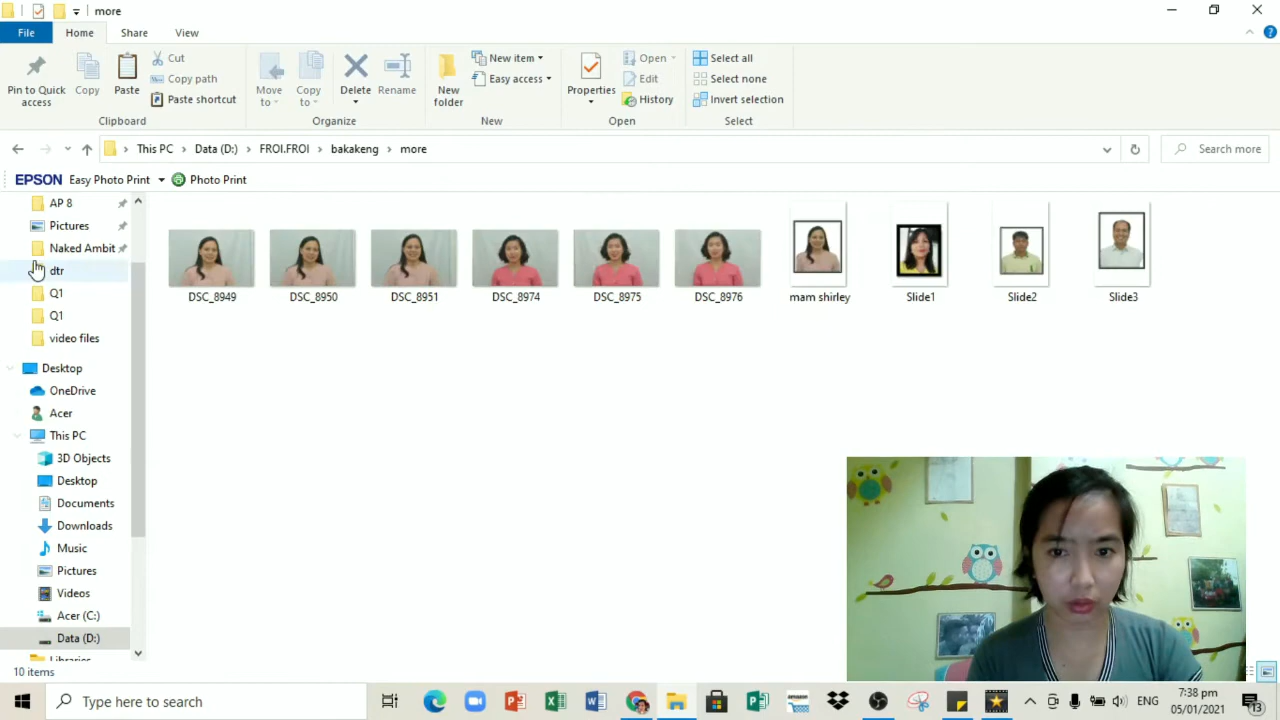 more
File Home Share View
Pin to Quick access
Copy
Paste
Cut
Copy path
Paste shortcut
Clipboard
Move to
Copy to
Delete
Rename
Organize
New folder
New item
Easy access
New
Properties
Open
Edit
History
Open
Select all
Select none
Invert selection
Select
This PC Data (D:) FROI.FROI bakakeng more
Search more
EPSON Easy Photo Print Photo Print
AP 8
Pictures
Naked Ambit
dtr
Q1
Q1
video files
Desktop
OneDrive
Acer
This PC
3D Objects
Desktop
Documents
Downloads
Music
Pictures
Videos
Acer (C:)
Data (D:)
Libraries
DSC_8949 DSC_8950 DSC_8951 DSC_8974 DSC_8975 DSC_8976 mam shirley Slide1 Slide2 Slide3
10 items
Type here to search
amazon
ENG
7:38 pm
05/01/2021
13